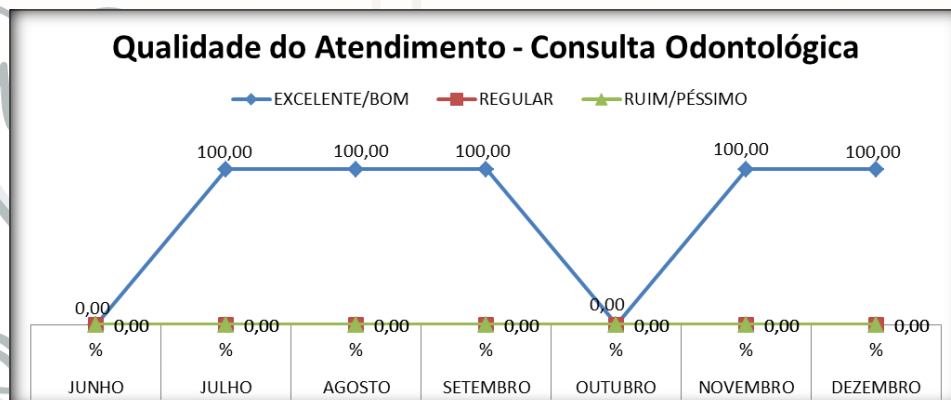 Qualidade do Atendimento - Consulta Odontológica
EXCELENTE/BOM REGULAR RUIM/PÉSSIMO
100,00 100,00 100,00 100,00 100,00
0,00 0,00
0,00 0,00 0,00 0,00 0,00 0,00 0,00
% % % % % % %
JUNHO JULHO AGOSTO SETEMBRO OUTUBRO NOVEMBRO DEZEMBRO